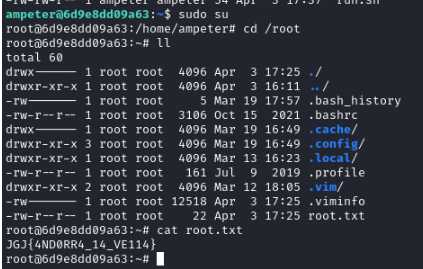 -rw-rw-r-- 1 ampeter ampeter 54 Apr 3 17:37 run.sh
ampeter@6d9e8dd09a63:~$ sudo su
root@6d9e8dd09a63:/home/ampeter# cd /root
root@6d9e8dd09a63:~# ll
total 60
drwx------ 1 root root 4096 Apr 3 17:25 ./
drwxr-xr-x 1 root root 4096 Apr 3 16:11 ../
-rw------- 1 root root 5 Mar 19 17:57 .bash_history
-rw-r--r-- 1 root root 3106 Oct 15 2021 .bashrc
drwx------ 1 root root 4096 Mar 19 16:49 .cache/
drwxr-xr-x 3 root root 4096 Mar 19 16:49 .config/
drwxr-xr-x 1 root root 4096 Mar 13 16:23 .local/
-rw-r--r-- 1 root root 161 Jul 9 2019 .profile
drwxr-xr-x 2 root root 4096 Mar 12 18:05 .vim/
-rw------- 1 root root 12518 Apr 3 17:25 .viminfo
-rw-r--r-- 1 root root 22 Apr 3 17:25 root.txt
root@6d9e8dd09a63:~# cat root.txt
JGJ{4ND0RR4_14_VE114}
root@6d9e8dd09a63:~#